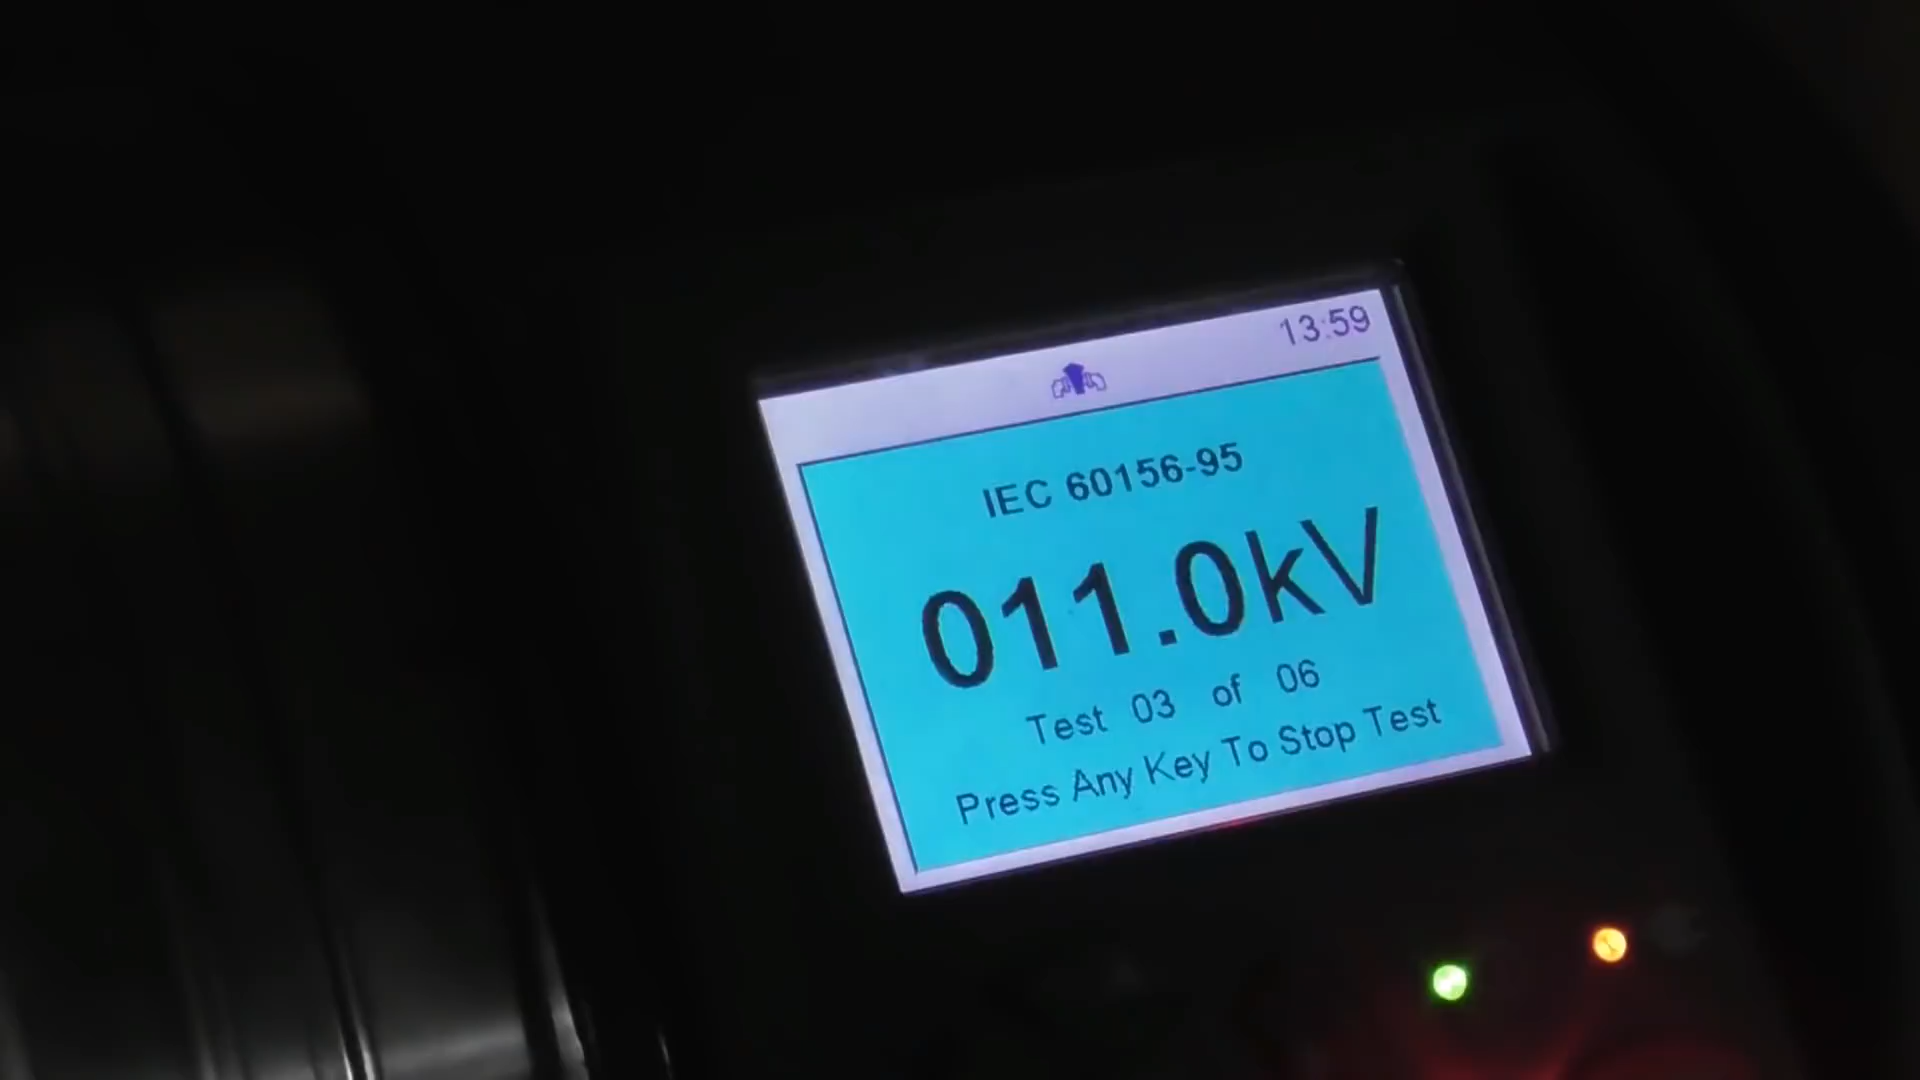 13:59
IEC 60156-95
011.0kV
Test 03 of 06
Press Any Key To Stop Test